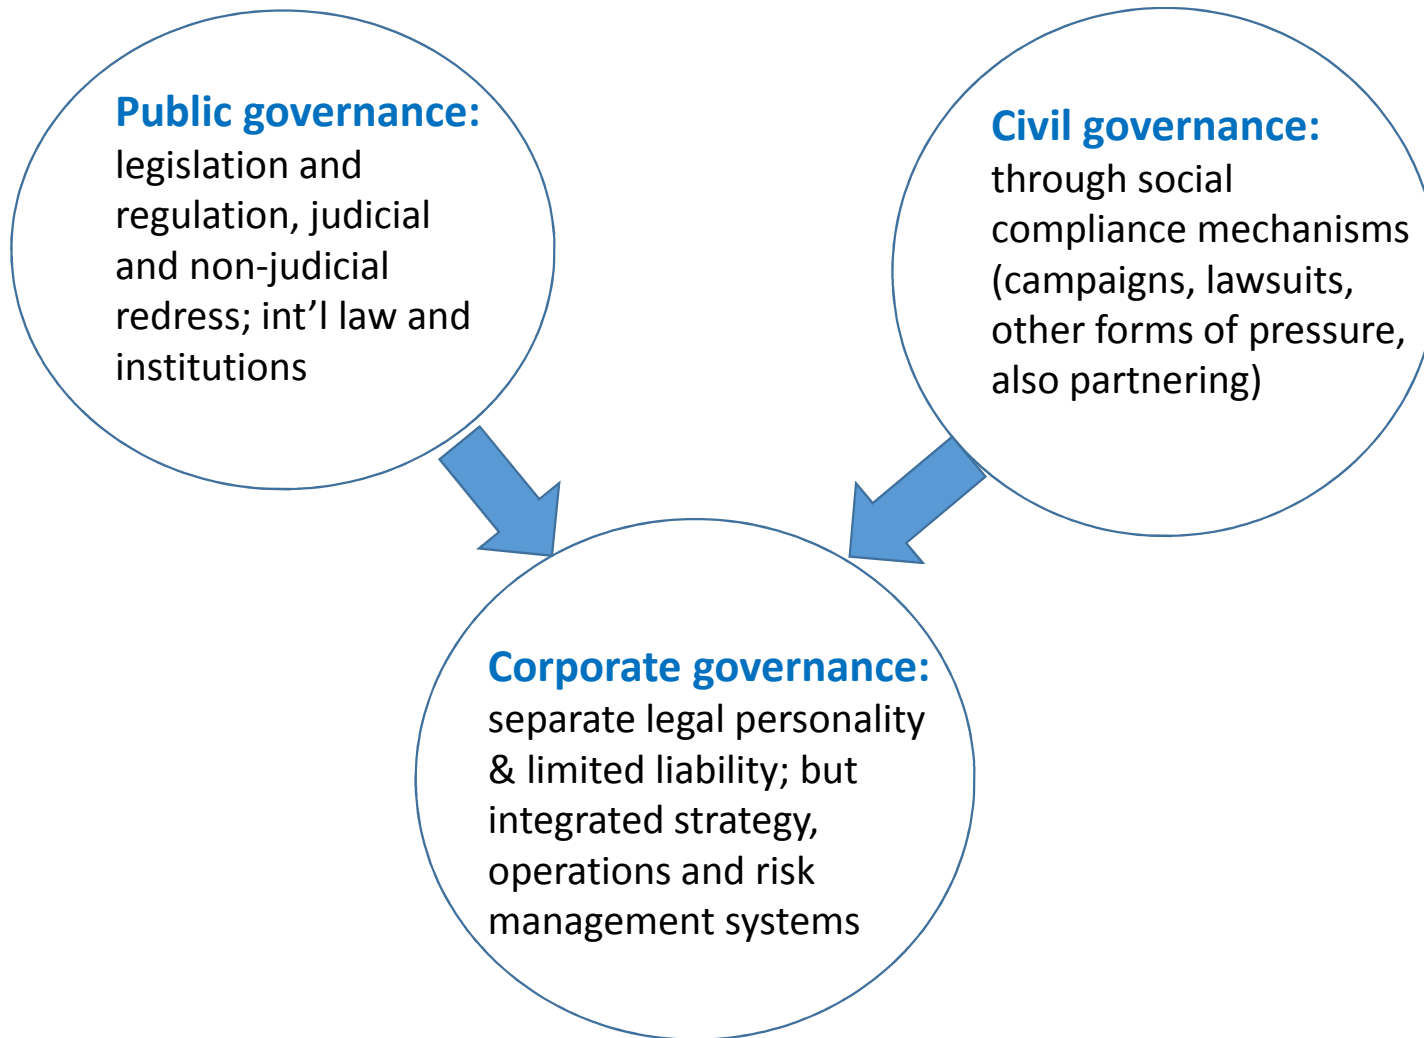 Public governance:
legislation and
regulation, judicial
and non-judicial
redress; int’l law and
institutions
Civil governance:
through social
compliance mechanisms
(campaigns, lawsuits,
other forms of pressure,
also partnering)
Corporate governance:
separate legal personality
& limited liability; but
integrated strategy,
operations and risk
management systems